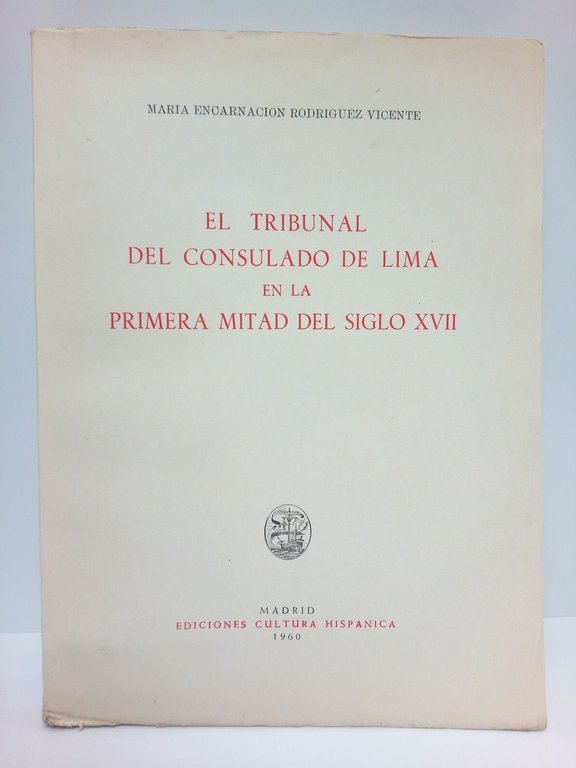 MARIA ENCARNACION RODRIGUEZ VICENTE
EL TRIBUNAL
DEL CONSULADO DE LIMA
EN LA
PRIMERA MITAD DEL SIGLO XVII
MADRID
EDICIONES CULTURA HISPANICA
1960